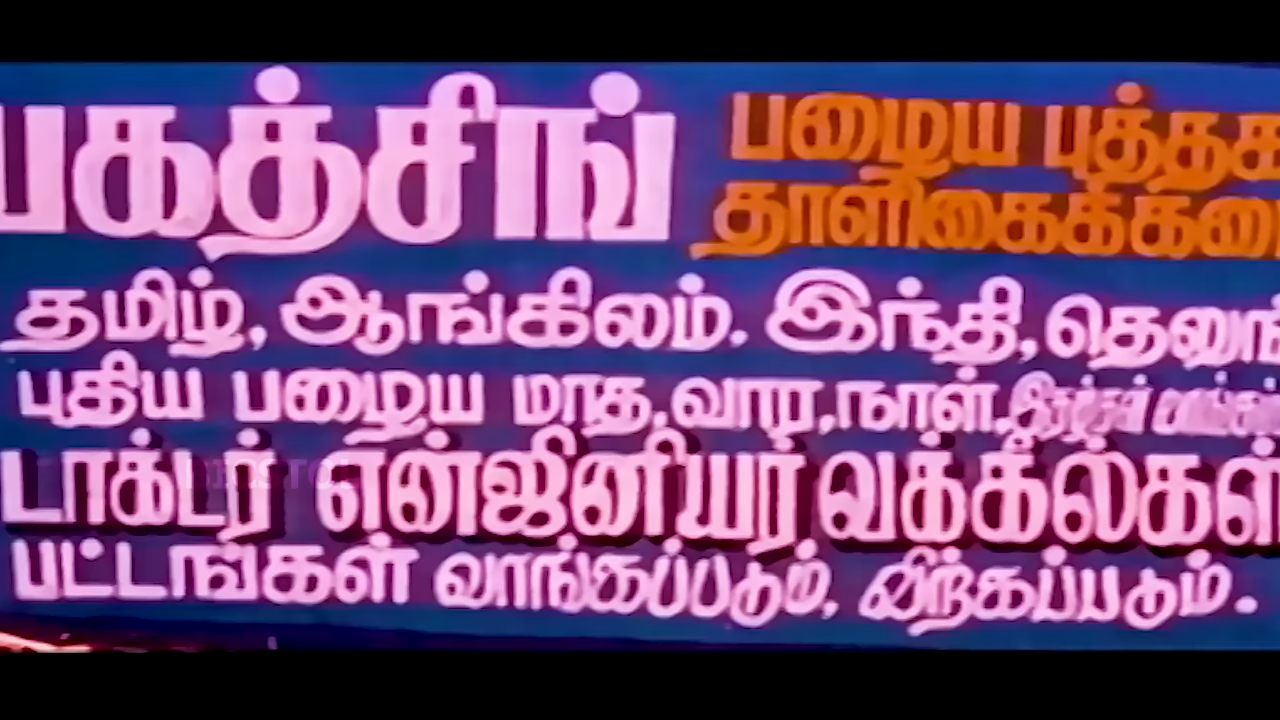 பகத்சிங்
பழைய புத்தக
தாளிகைக்கடை
தமிழ், ஆங்கிலம். இந்தி, தெலுங்
புதிய பழைய மாத, வார, நாள்.
டாக்டர் என்ஜினியர் வக்கீல்கள்
பட்டங்கள் வாங்கப்படும், விற்கப்படும்.